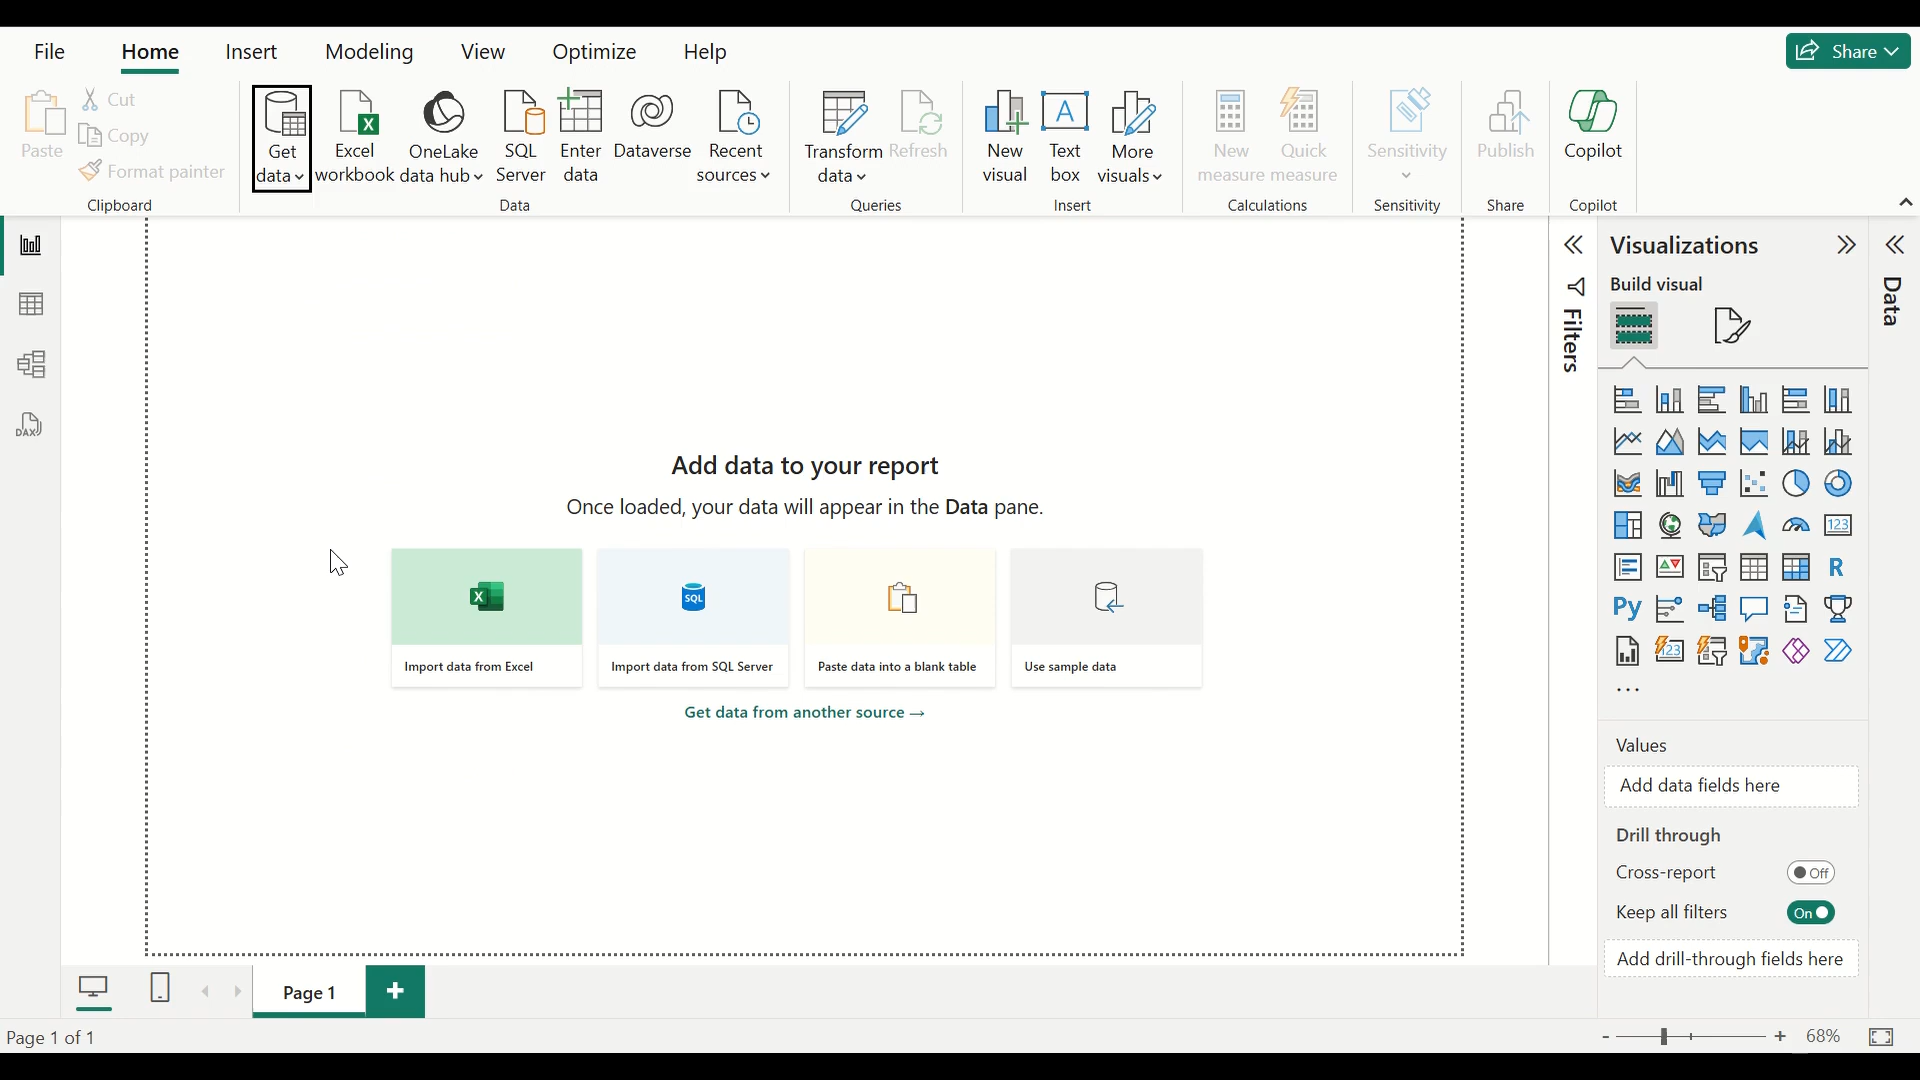 File Home Insert Modeling View Optimize Help
Share
Paste
Cut
Copy
Format painter
Clipboard
Get
data
Excel
workbook
OneLake
data hub
SQL
Server
Enter
data
Dataverse
Recent
sources
Data
Transform
data
Refresh
Queries
New
visual
Text
box
More
visuals
Insert
New
measure
Quick
measure
Calculations
Sensitivity
Sensitivity
Publish
Share
Copilot
Copilot
DAX
Add data to your report
Once loaded, your data will appear in the Data pane.
SQL
Import data from Excel
Import data from SQL Server
Paste data into a blank table
Use sample data
Get data from another source →
Filters
Visualizations
Build visual
123
R
Py
123
...
Values
Add data fields here
Drill through
Cross-report Off
Keep all filters On
Add drill-through fields here
Data
Page 1
+
Page 1 of 1
- + 68%